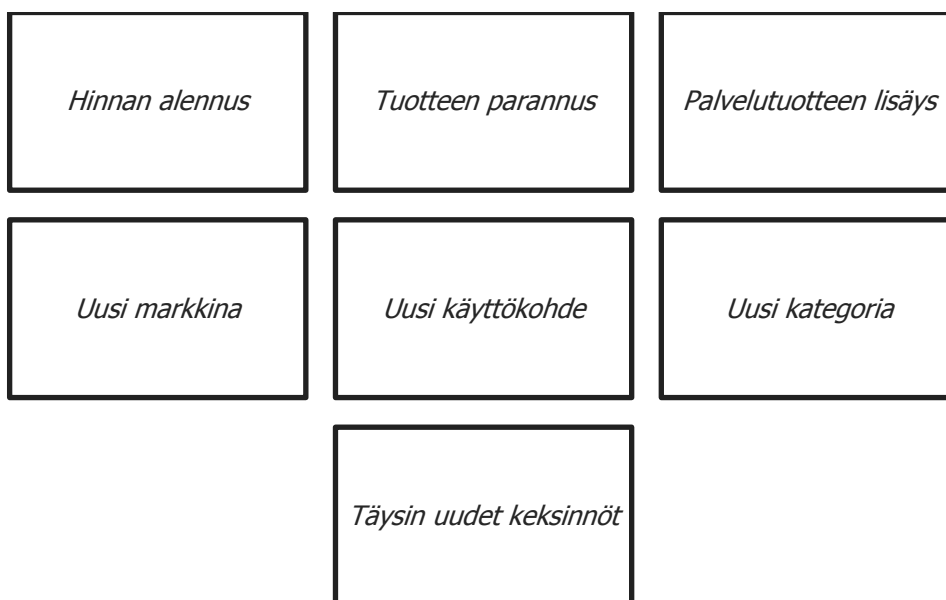 Hinnan alennus
Tuotteen parannus
Palvelutuotteen lisäys
Uusi markkina
Uusi käyttökohde
Uusi kategoria
Täysin uudet keksinnöt